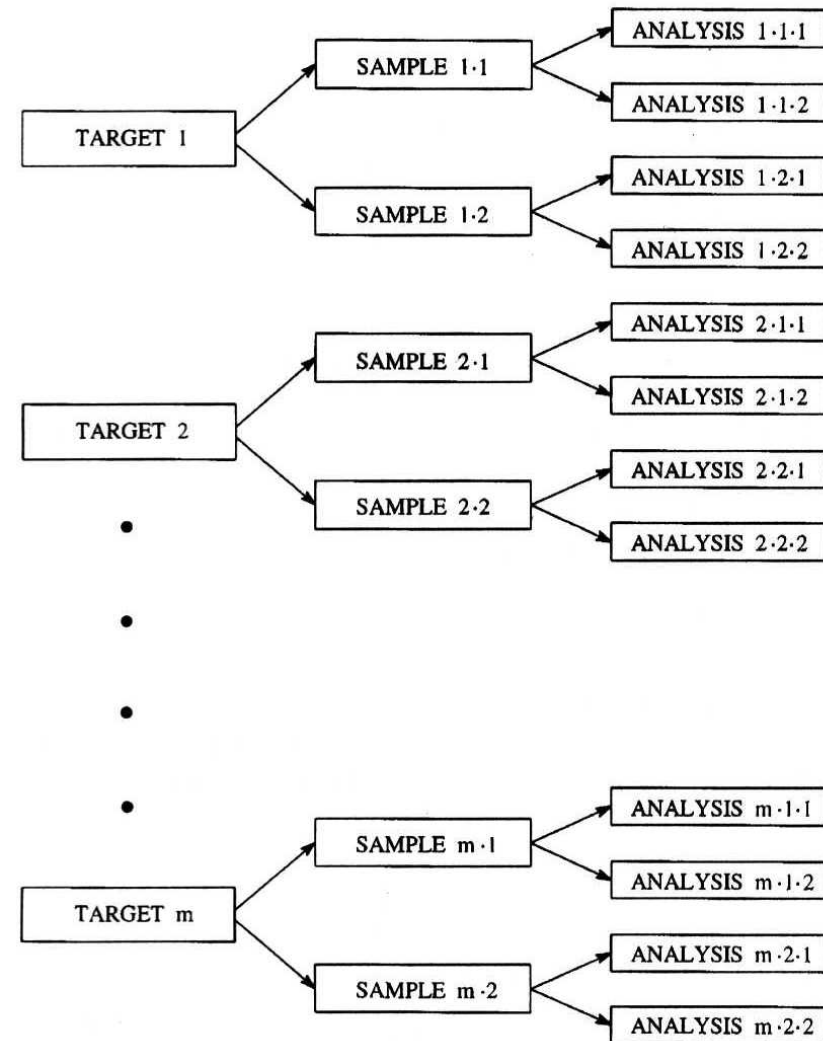 TARGET 1
SAMPLE 1·1
ANALYSIS 1·1·1
ANALYSIS 1·1·2
SAMPLE 1·2
ANALYSIS 1·2·1
ANALYSIS 1·2·2
TARGET 2
SAMPLE 2·1
ANALYSIS 2·1·1
ANALYSIS 2·1·2
SAMPLE 2·2
ANALYSIS 2·2·1
ANALYSIS 2·2·2
TARGET m
SAMPLE m·1
ANALYSIS m·1·1
ANALYSIS m·1·2
SAMPLE m·2
ANALYSIS m·2·1
ANALYSIS m·2·2